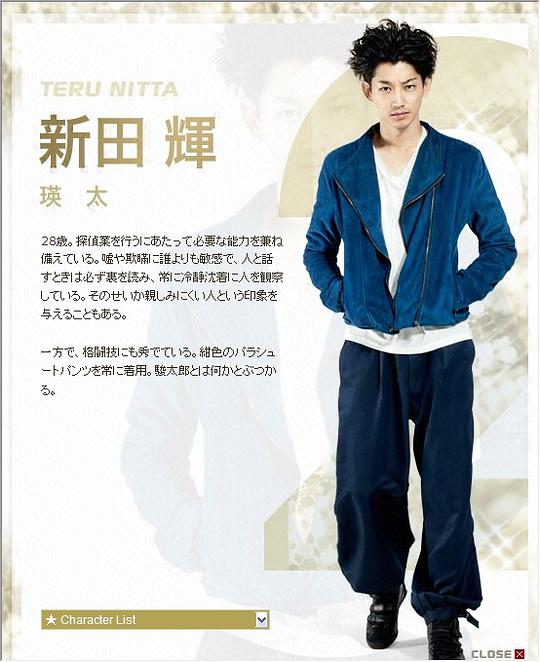 TERU NITTA
新田 輝
瑛 太
28歳。探偵業を行うにあたって必要な能力を兼ね
備えている。嘘や欺瞞に誰よりも敏感で、人と話
すときは必ず裏を読み、常に冷静沈着に人を観察
している。そのせいか親しみにくい人という印象を
与えることもある。
一方で、格闘技にも秀でている。紺色のパラシュ
ートパンツを常に着用。駿太郎とは何かとぶつか
る。
★ Character List
CLOSE